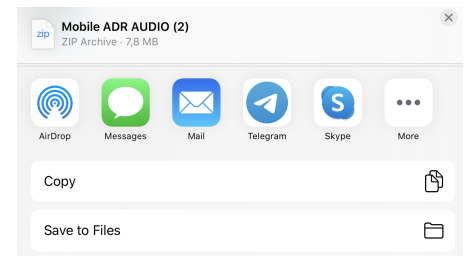 zip
Mobile ADR AUDIO (2)
ZIP Archive · 7,8 MB
AirDrop
Messages
Mail
Telegram
Skype
More
Copy
Save to Files